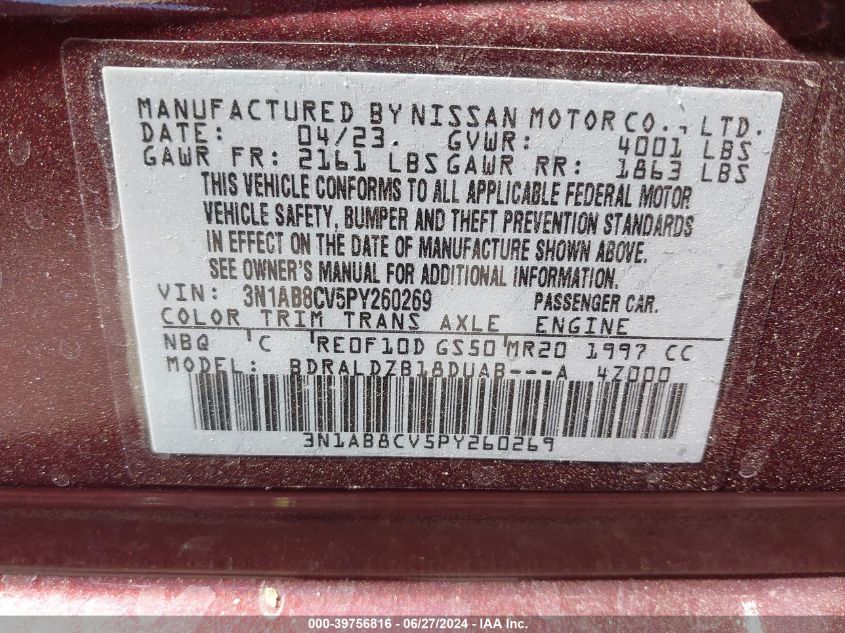 MANUFACTURED BY NISSAN MOTOR CO., LTD.
DATE: 04/23. GVWR: 4001 LBS
GAWR FR: 2161 LBS GAWR RR: 1863 LBS
THIS VEHICLE CONFORMS TO ALL APPLICABLE FEDERAL MOTOR
VEHICLE SAFETY, BUMPER AND THEFT PREVENTION STANDARDS
IN EFFECT ON THE DATE OF MANUFACTURE SHOWN ABOVE.
SEE OWNER'S MANUAL FOR ADDITIONAL INFORMATION.
VIN: 3N1AB8CV5PY260269 PASSENGER CAR.
COLOR TRIM TRANS AXLE ENGINE
NBQ ' C ' RE0F10D GS50 ' MR20 1997 CC
MODEL: BDRALDZB18DUAB---A 4Z000
3N1AB8CV5PY260269
000-39756816 - 06/27/2024 - IAA Inc.